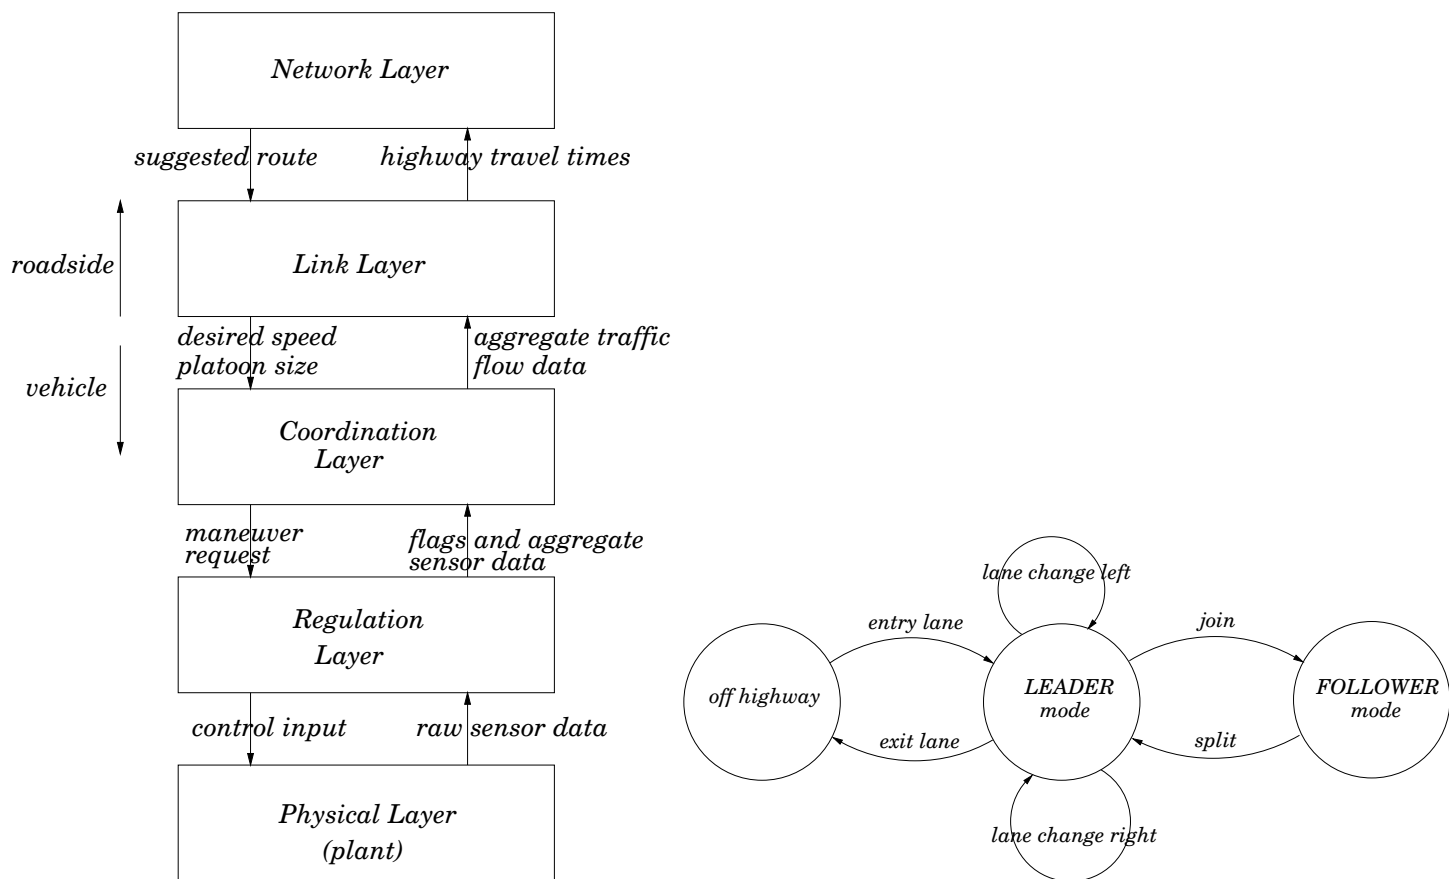 Network Layer
suggested route
highway travel times
roadside
Link Layer
desired speed
platoon size
aggregate traffic
flow data
vehicle
Coordination
Layer
maneuver
request
flags and aggregate
sensor data
Regulation
Layer
control input
raw sensor data
Physical Layer
(plant)
lane change left
entry lane
join
off highway
LEADER
mode
FOLLOWER
mode
exit lane
split
lane change right